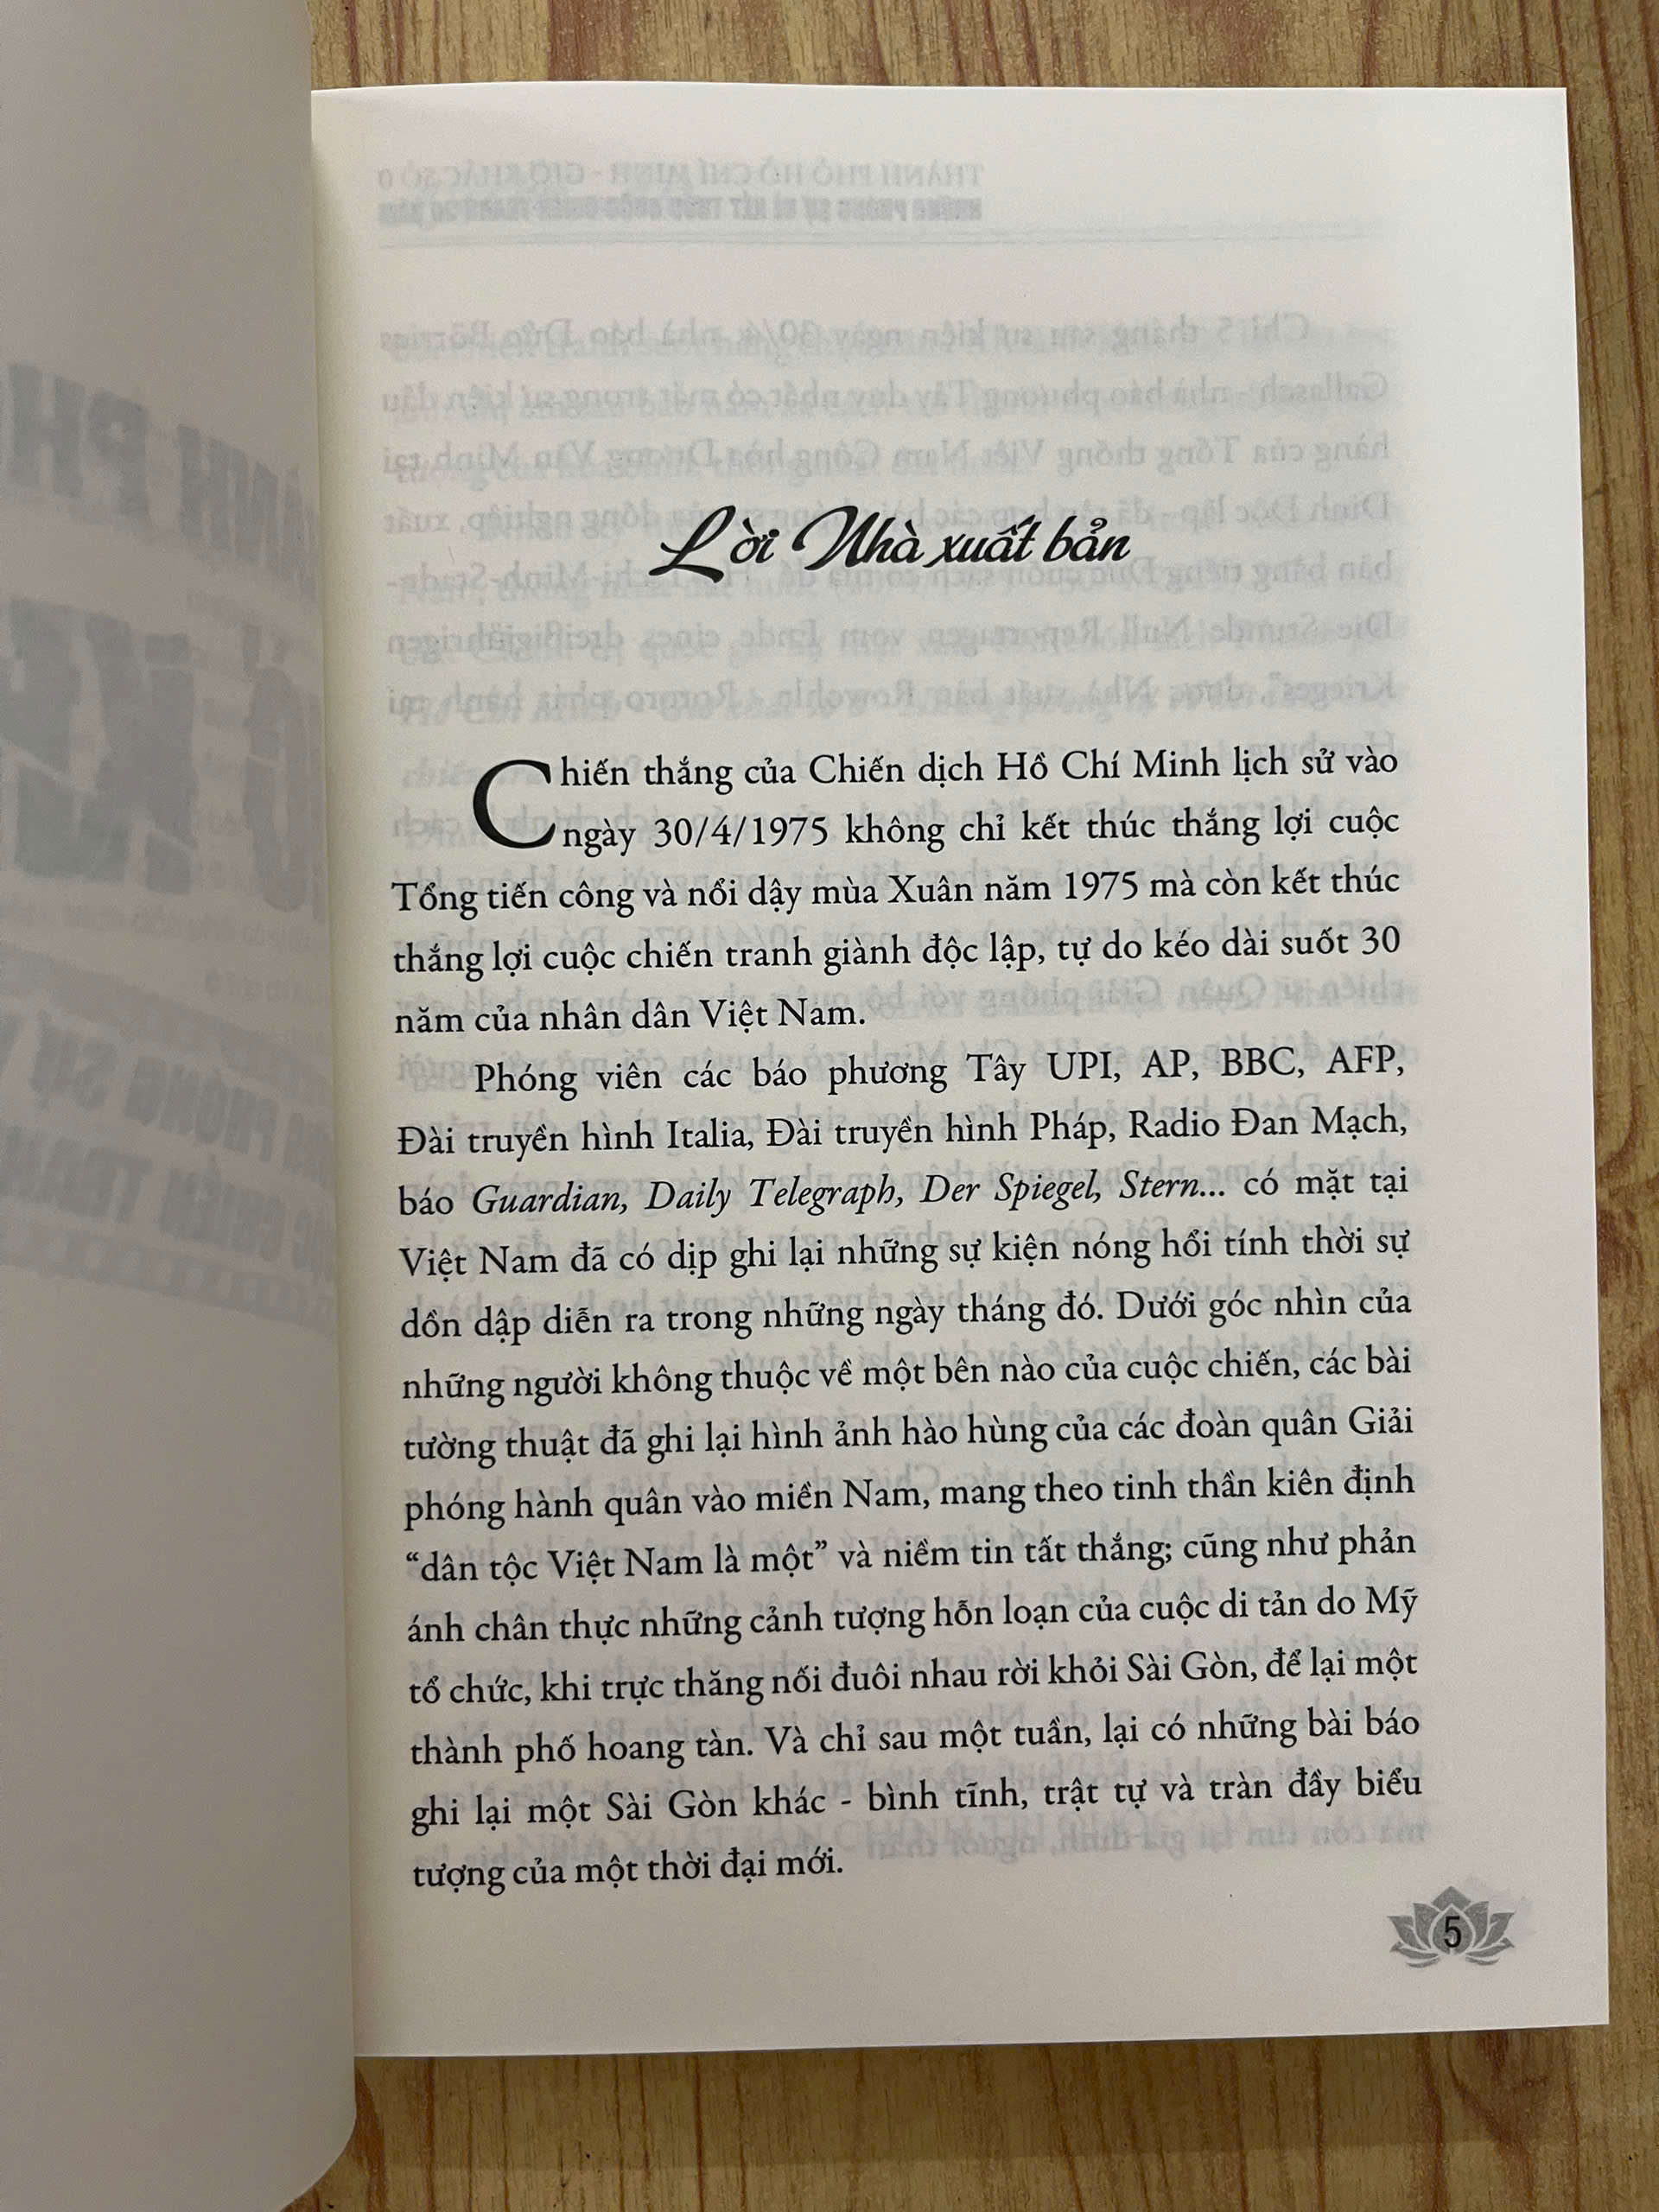 Lời Nhà xuất bản
Chiến thắng của Chiến dịch Hồ Chí Minh lịch sử vào
ngày 30/4/1975 không chỉ kết thúc thắng lợi cuộc
Tổng tiến công và nổi dậy mùa Xuân năm 1975 mà còn kết thúc
thắng lợi cuộc chiến tranh giành độc lập, tự do kéo dài suốt 30
năm của nhân dân Việt Nam.
Phóng viên các báo phương Tây UPI, AP, BBC, AFP,
Đài truyền hình Italia, Đài truyền hình Pháp, Radio Đan Mạch,
báo Guardian, Daily Telegraph, Der Spiegel, Stern... có mặt tại
Việt Nam đã có dịp ghi lại những sự kiện nóng hổi tính thời sự
dồn dập diễn ra trong những ngày tháng đó. Dưới góc nhìn của
những người không thuộc về một bên nào của cuộc chiến, các bài
tường thuật đã ghi lại hình ảnh hào hùng của các đoàn quân Giải
phóng hành quân vào miền Nam, mang theo tinh thần kiên định
“dân tộc Việt Nam là một” và niềm tin tất thắng; cũng như phản
ánh chân thực những cảnh tượng hỗn loạn của cuộc di tản do Mỹ
tổ chức, khi trực thăng nối đuôi nhau rời khỏi Sài Gòn, để lại một
thành phố hoang tàn. Và chỉ sau một tuần, lại có những bài báo
ghi lại một Sài Gòn khác - bình tĩnh, trật tự và tràn đầy biểu
tượng của một thời đại mới.
5